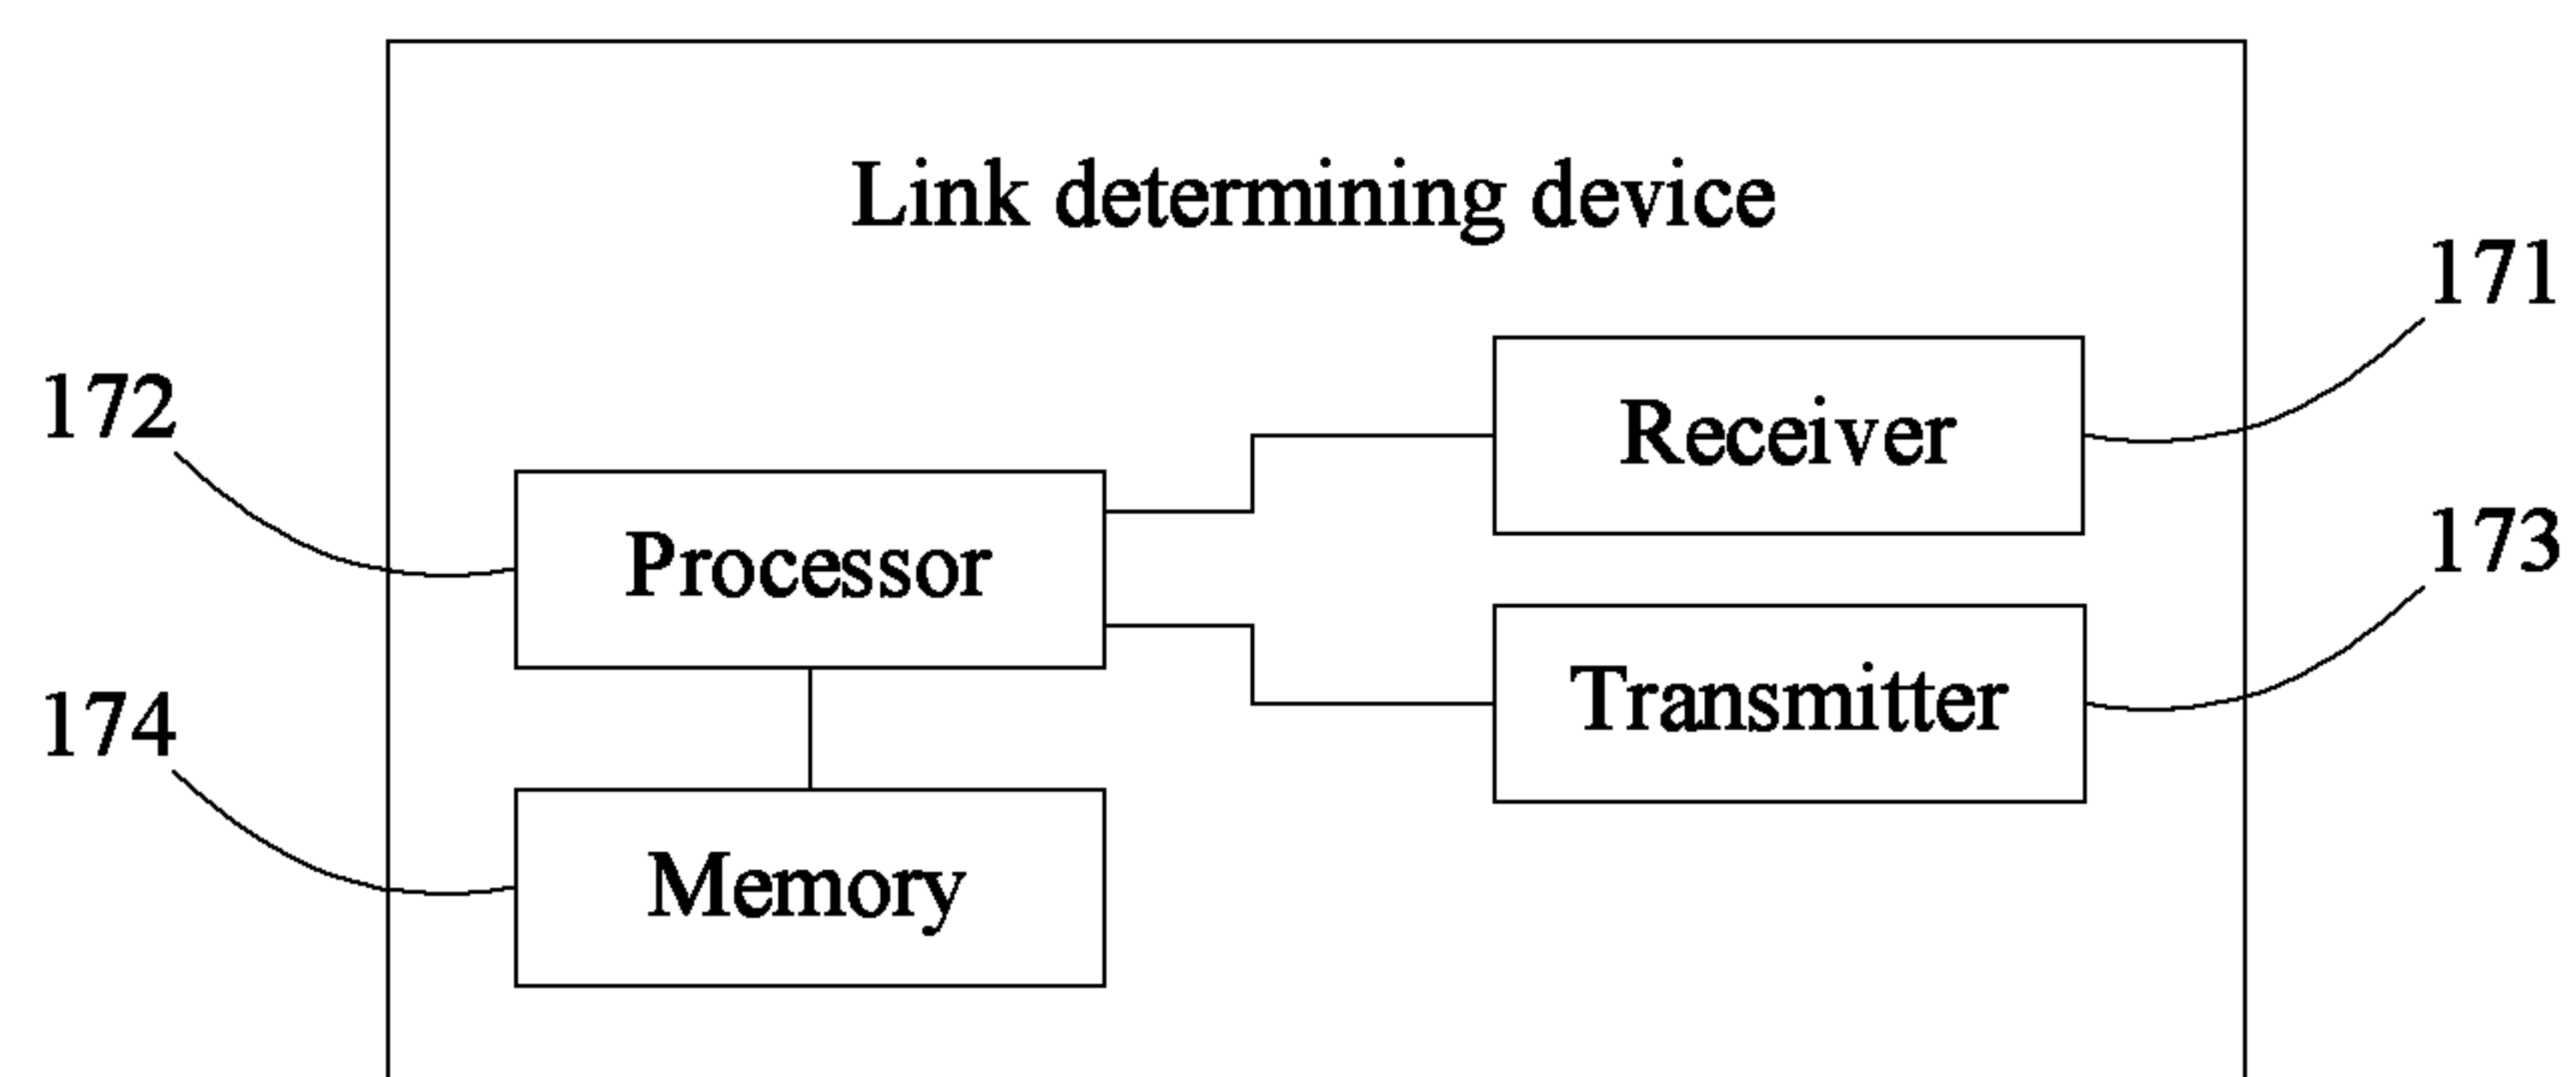 Link determining device
171
172
Receiver
Processor
173
Transmitter
174
Memory